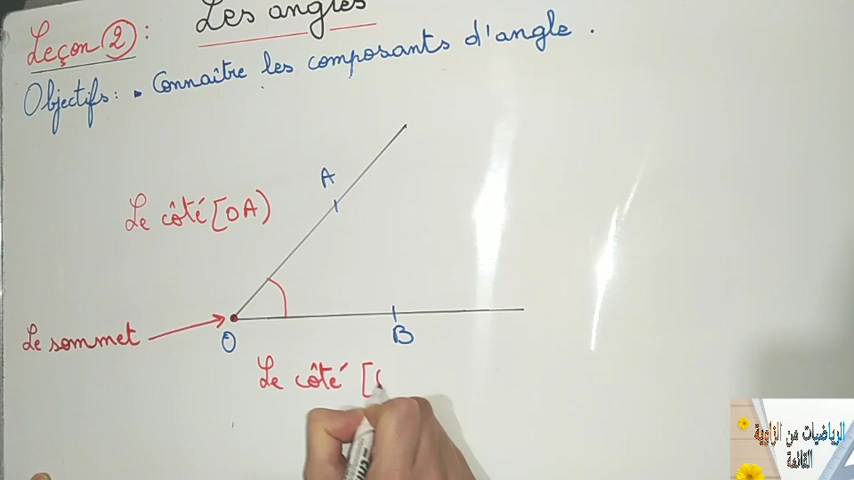 Leçon 2 : Les angles
Objectifs : • Connaître les composants d'angle .
A
Le côté [OA)
Le sommet
O
B
Le côté [
الرياضيات من الزاوية
القائمة